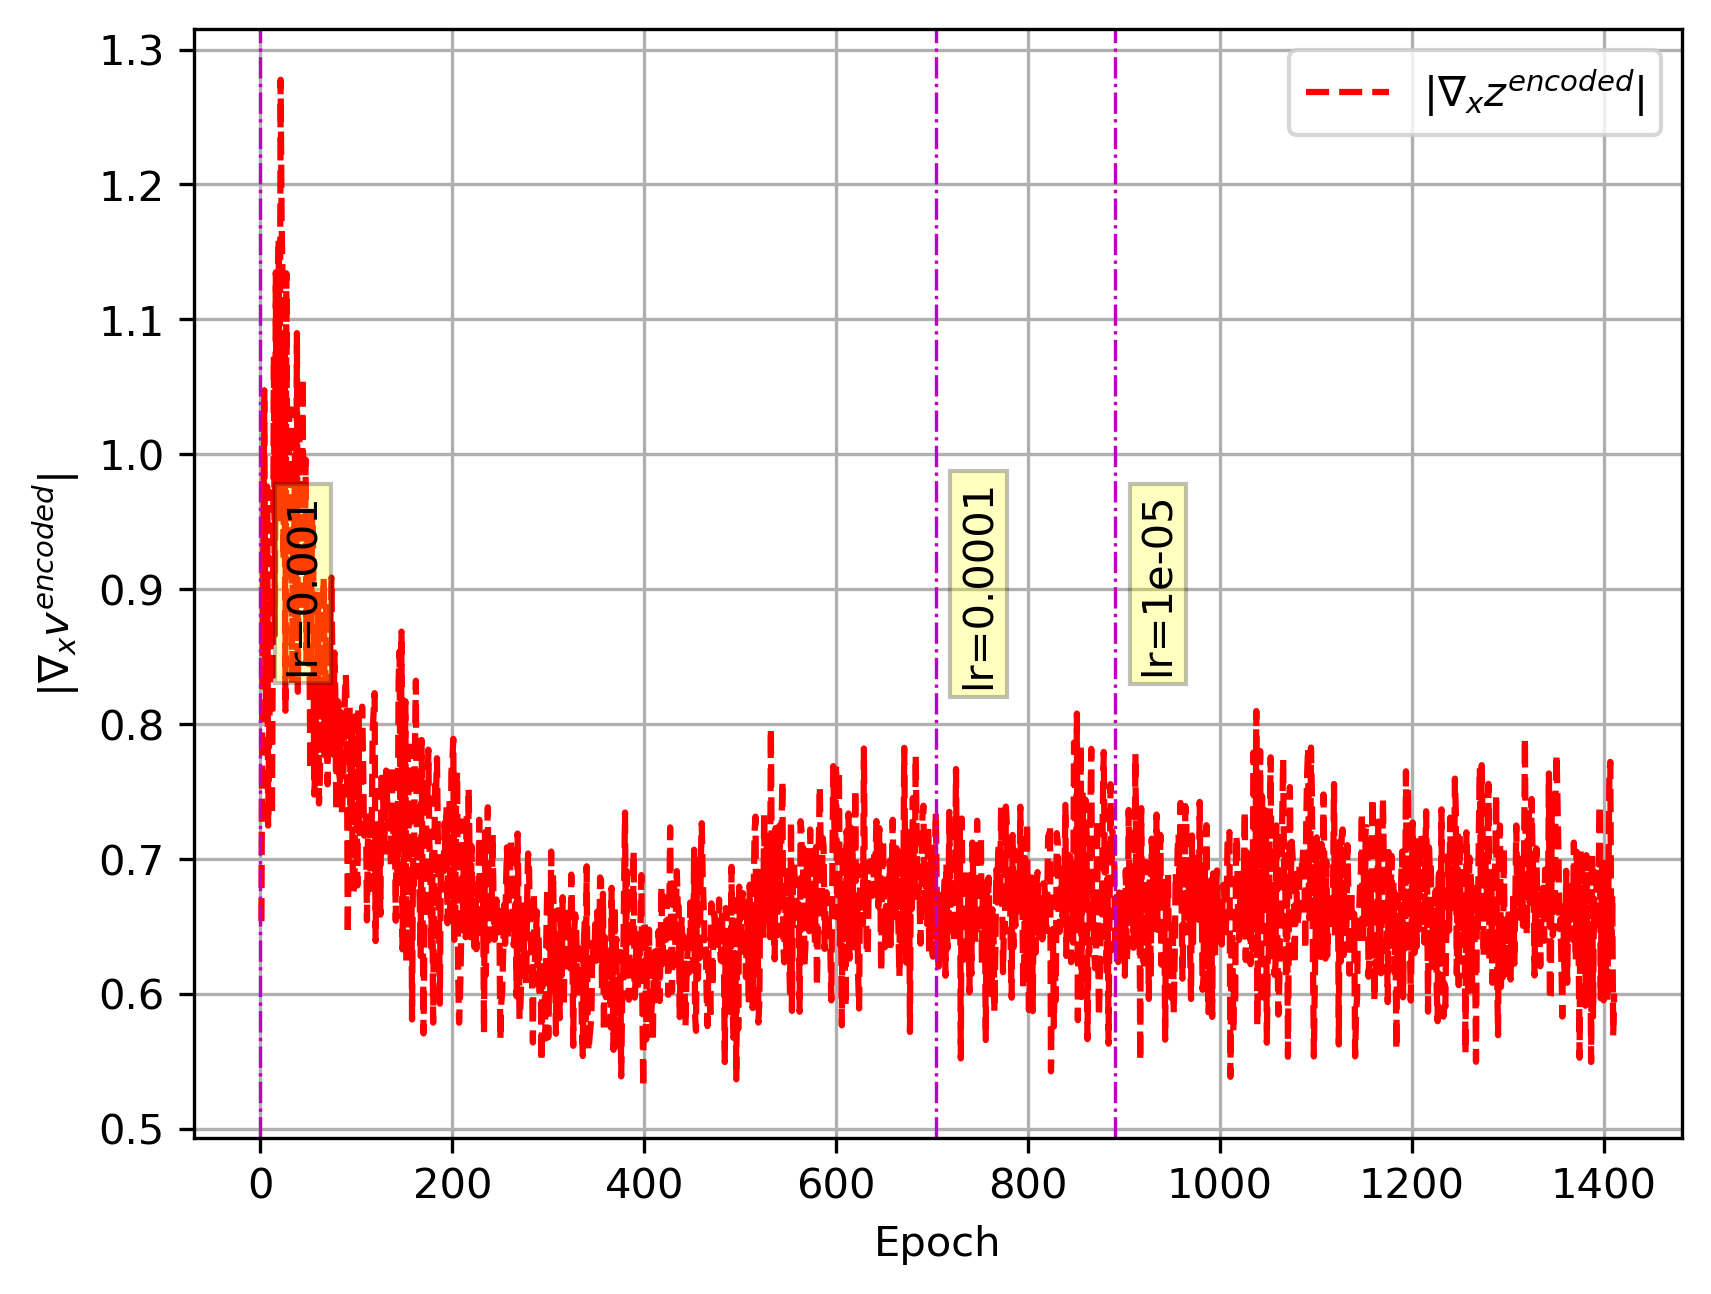 |∇ₓz^{encoded}|
|∇ₓv^{encoded}|
1.3
1.2
1.1
1.0
0.9
0.8
0.7
0.6
0.5
lr=0.001
lr=0.0001
lr=1e-05
0 200 400 600 800 1000 1200 1400
Epoch